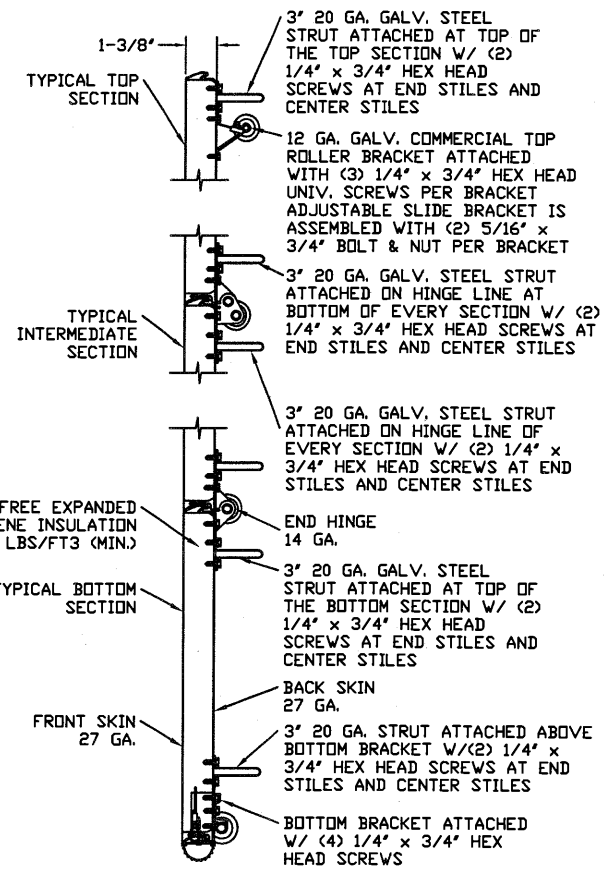 1-3/8"
TYPICAL TOP
SECTION
3" 20 GA. GALV. STEEL
STRUT ATTACHED AT TOP OF
THE TOP SECTION W/ (2)
1/4" x 3/4" HEX HEAD
SCREWS AT END STILES AND
CENTER STILES
12 GA. GALV. COMMERCIAL TOP
ROLLER BRACKET ATTACHED
WITH (3) 1/4" x 3/4" HEX HEAD
UNIV. SCREWS PER BRACKET
ADJUSTABLE SLIDE BRACKET IS
ASSEMBLED WITH (2) 5/16" x
3/4" BOLT & NUT PER BRACKET
3" 20 GA. GALV. STEEL STRUT
ATTACHED ON HINGE LINE AT
BOTTOM OF EVERY SECTION W/ (2)
1/4" x 3/4" HEX HEAD SCREWS AT
END STILES AND CENTER STILES
TYPICAL
INTERMEDIATE
SECTION
3" 20 GA. GALV. STEEL STRUT
ATTACHED ON HINGE LINE OF
EVERY SECTION W/ (2) 1/4" x
3/4" HEX HEAD SCREWS AT END
STILES AND CENTER STILES
FREE EXPANDED
ENE INSULATION
LBS/FT3 (MIN.)
END HINGE
14 GA.
TYPICAL BOTTOM
SECTION
3" 20 GA. GALV. STEEL
STRUT ATTACHED AT TOP OF
THE BOTTOM SECTION W/ (2)
1/4" x 3/4" HEX HEAD
SCREWS AT END STILES AND
CENTER STILES
BACK SKIN
27 GA.
FRONT SKIN
27 GA.
3" 20 GA. STRUT ATTACHED ABOVE
BOTTOM BRACKET W/(2) 1/4" x
3/4" HEX HEAD SCREWS AT END
STILES AND CENTER STILES
BOTTOM BRACKET ATTACHED
W/ (4) 1/4" x 3/4" HEX
HEAD SCREWS